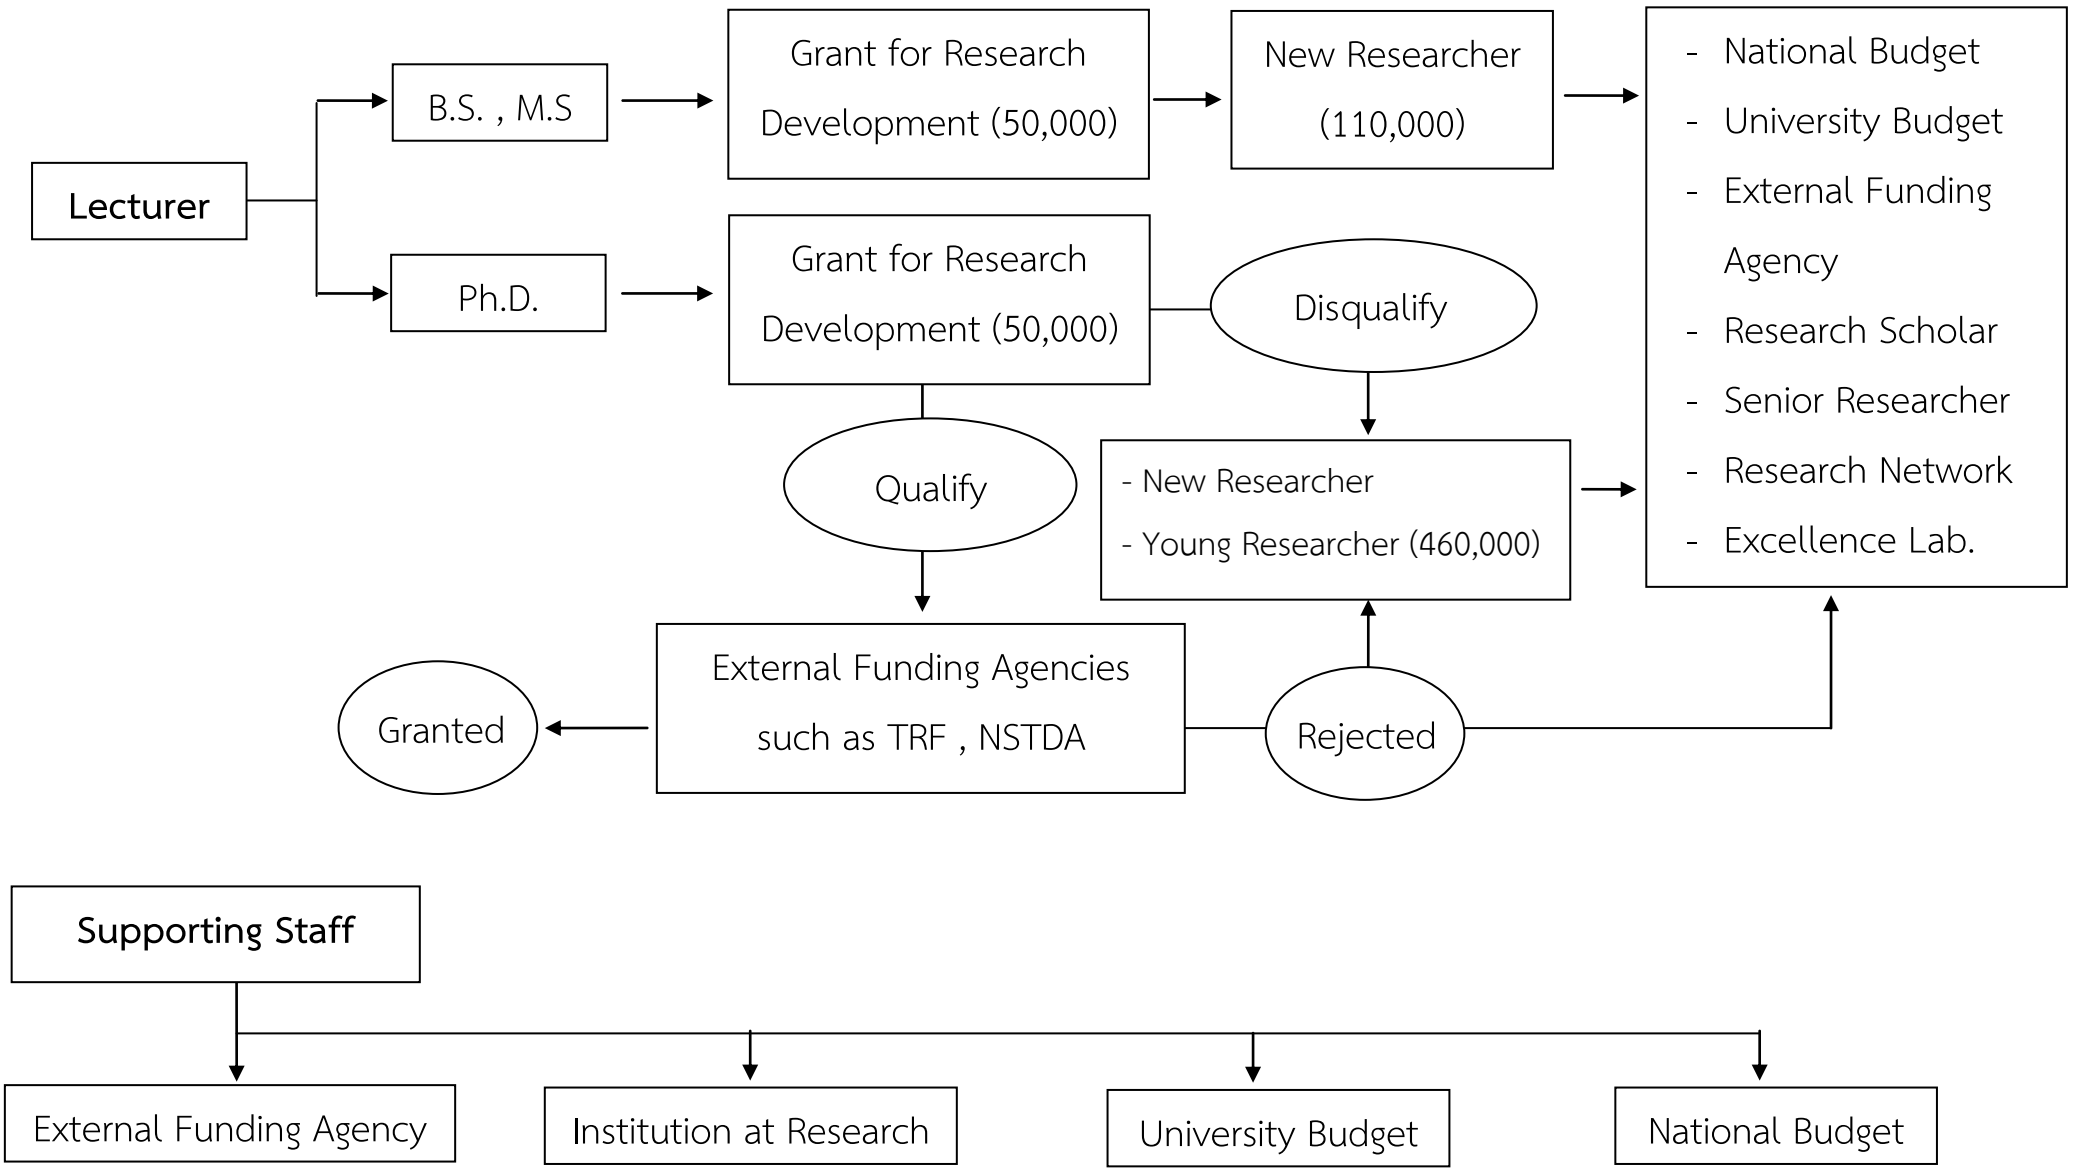 Lecturer
B.S. , M.S
Grant for Research
Development (50,000)
New Researcher
(110,000)
Ph.D.
Grant for Research
Development (50,000)
Disqualify
Qualify
- New Researcher
- Young Researcher (460,000)
- National Budget
- University Budget
- External Funding
Agency
- Research Scholar
- Senior Researcher
- Research Network
- Excellence Lab.
External Funding Agencies
such as TRF , NSTDA
Granted
Rejected
Supporting Staff
External Funding Agency
Institution at Research
University Budget
National Budget